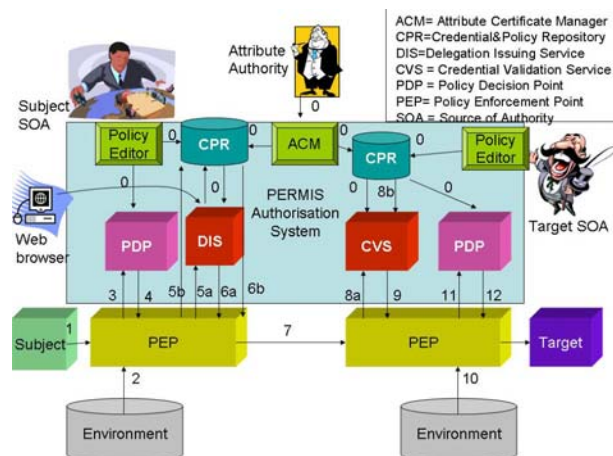 ACM= Attribute Certificate Manager
CPR=Credential&Policy Repository
DIS=Delegation Issuing Service
CVS = Credential Validation Service
PDP = Policy Decision Point
PEP= Policy Enforcement Point
SOA = Source of Authority
Attribute
Authority
Subject
SOA
0
Policy
Editor
0
CPR
0
ACM
0
0
CPR
Policy
Editor
0
0
0
0
8b
0
PERMIS
Authorisation
System
Target SOA
Web
browser
PDP
DIS
CVS
PDP
3
4
5b
5a
6a
6b
8a
9
11
12
Subject
1
PEP
7
PEP
Target
2
10
Environment
Environment